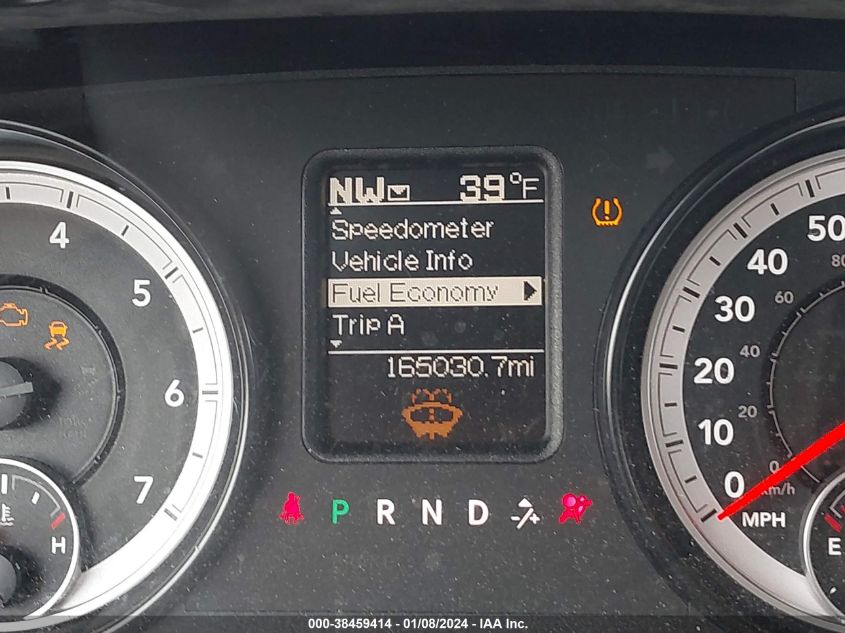 NW 39°F
Speedometer
Vehicle Info
Fuel Economy
Trip A
165030.7mi
P R N D
4
5
6
7
H
50
40
30
20
10
0
80
60
40
20
0
km/h
MPH
E
000-38459414 - 01/08/2024 - IAA Inc.